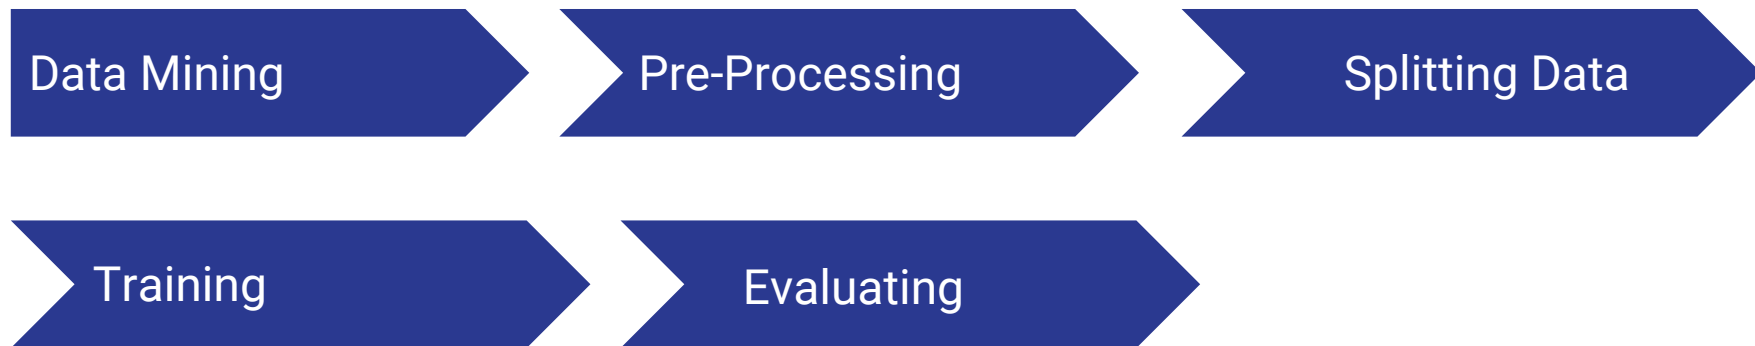 Data Mining
Pre-Processing
Splitting Data
Training
Evaluating